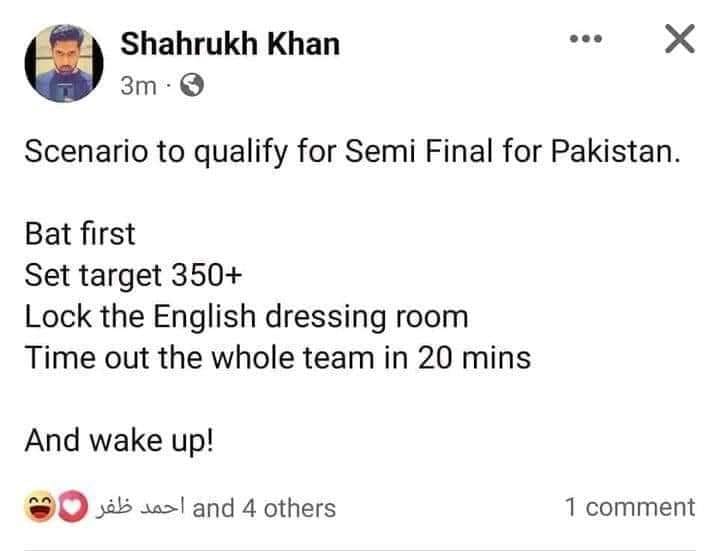 Shahrukh Khan
3m ·
Scenario to qualify for Semi Final for Pakistan.
Bat first
Set target 350+
Lock the English dressing room
Time out the whole team in 20 mins
And wake up!
احمد ظفر and 4 others
1 comment